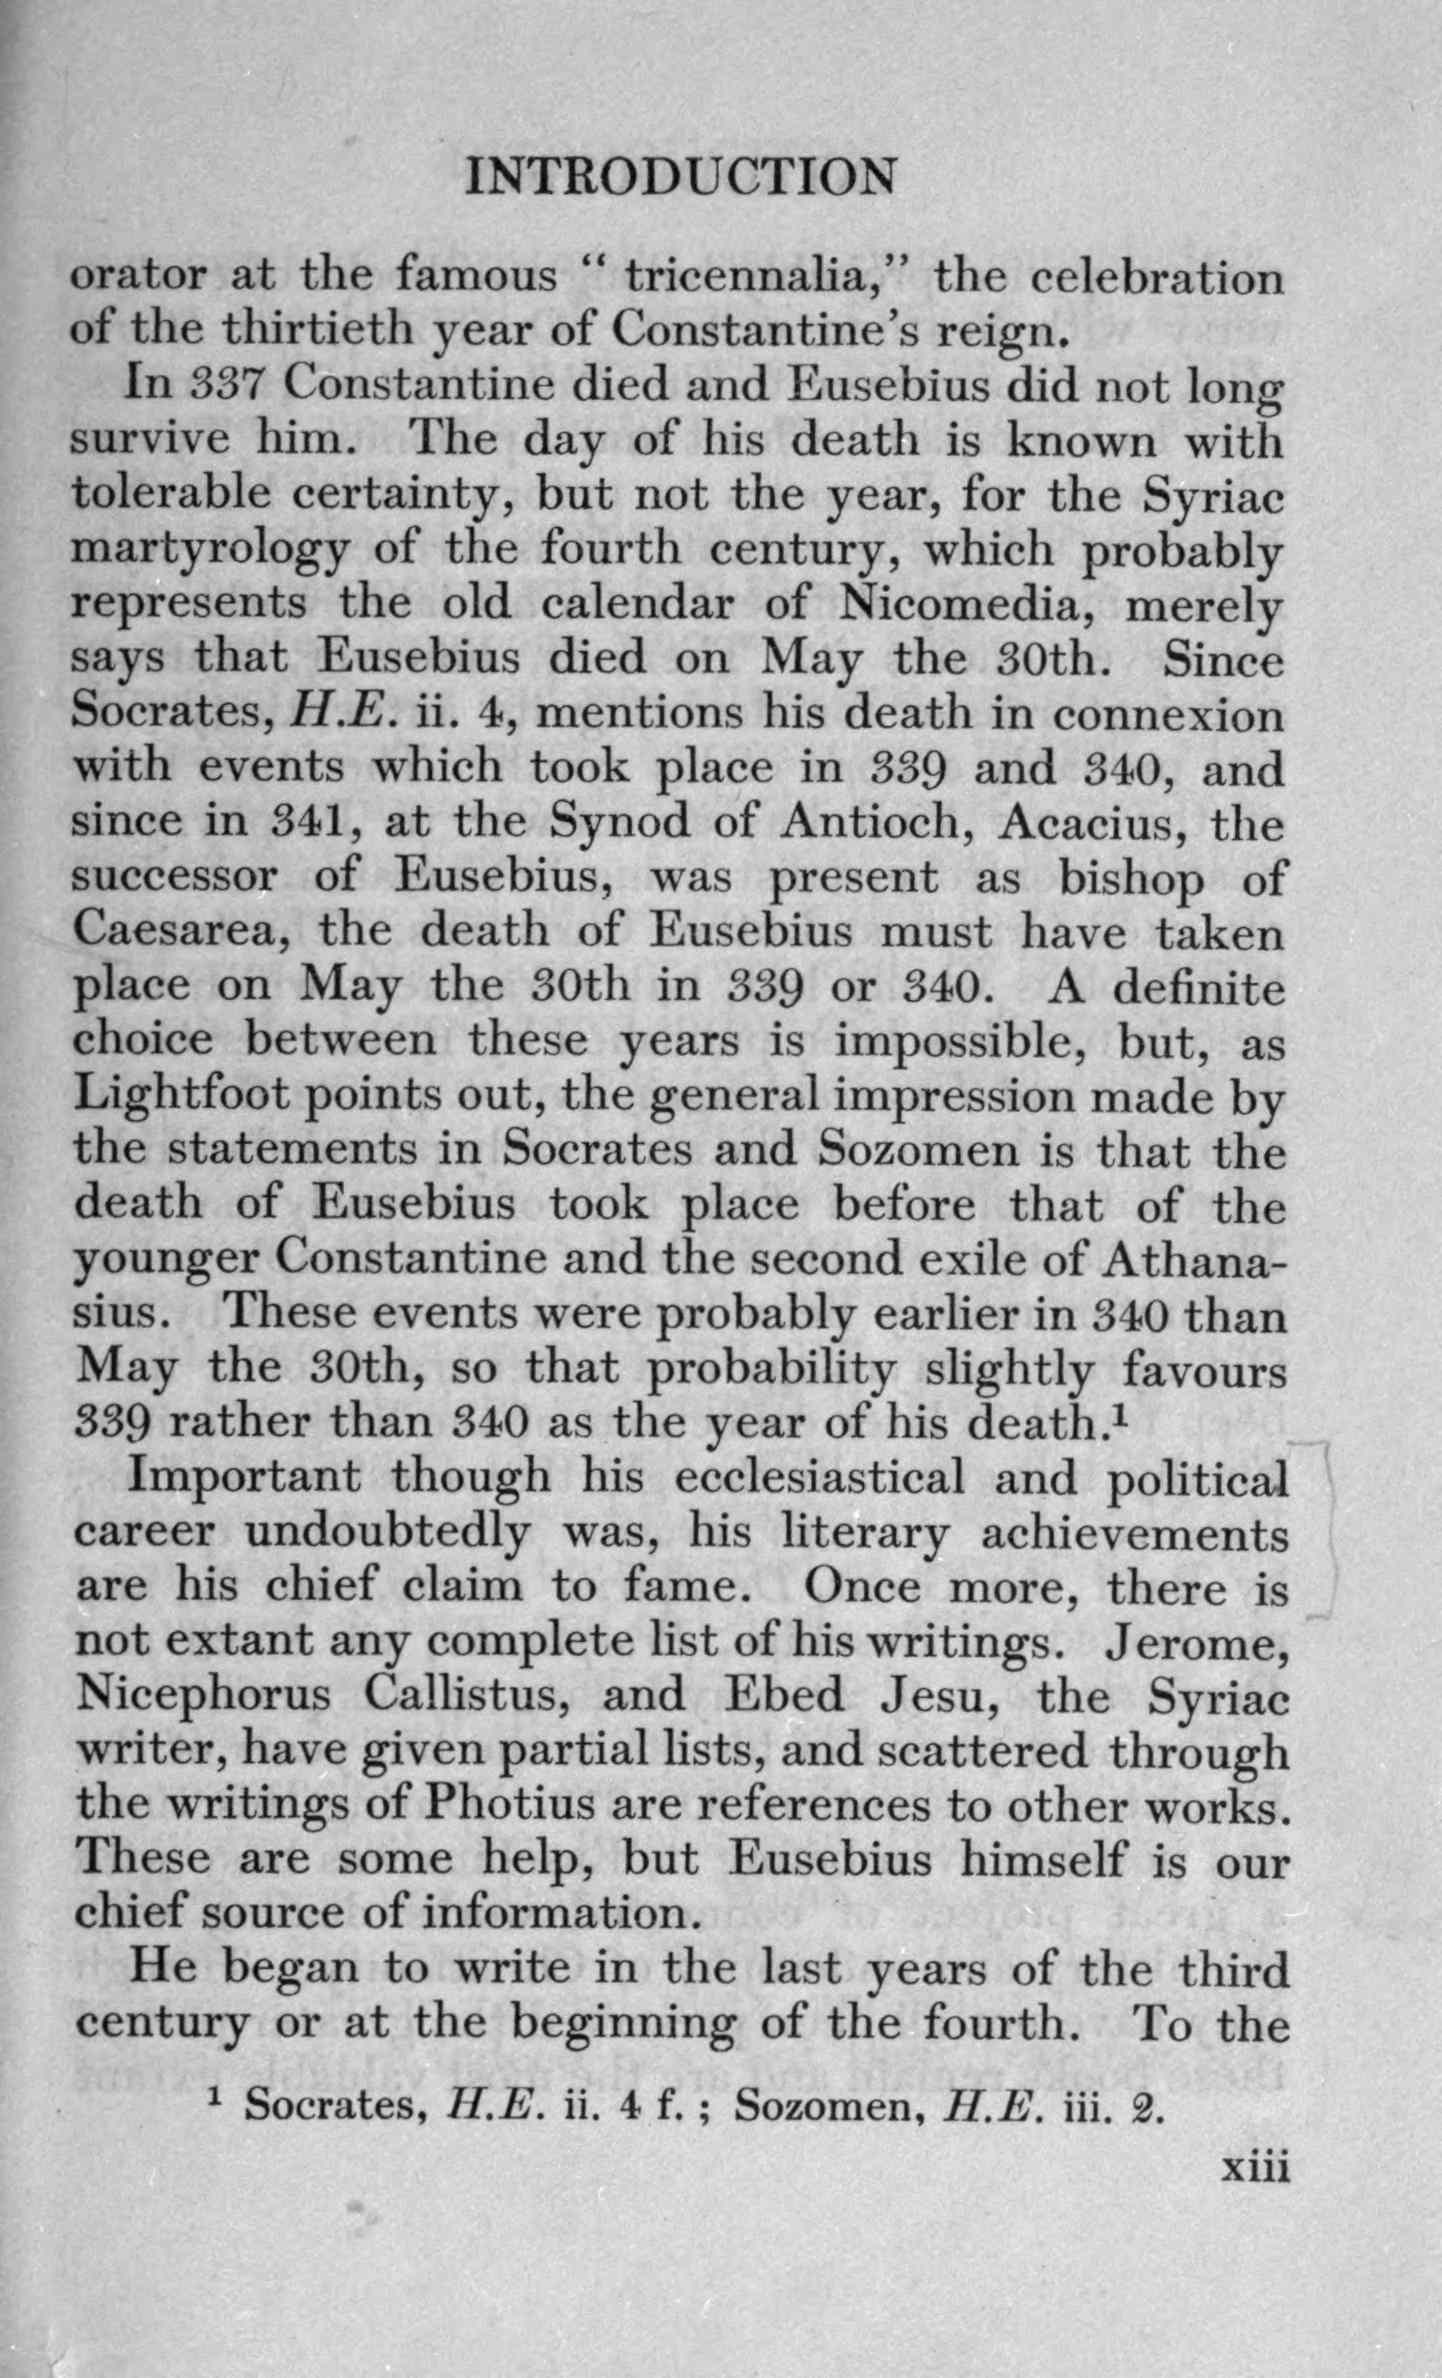 INTRODUCTION
orator at the famous “ tricennalia,” the celebration
of the thirtieth year of Constantine’s reign.
In 337 Constantine died and Eusebius did not long
survive him. The day of his death is known with
tolerable certainty, but not the year, for the Syriac
martyrology of the fourth century, which probably
represents the old calendar of Nicomedia, merely
says that Eusebius died on May the 30th. Since
Socrates, H.E. ii. 4, mentions his death in connexion
with events which took place in 339 and 340, and
since in 341, at the Synod of Antioch, Acacius, the
successor of Eusebius, was present as bishop of
Caesarea, the death of Eusebius must have taken
place on May the 30th in 339 or 340. A definite
choice between these years is impossible, but, as
Lightfoot points out, the general impression made by
the statements in Socrates and Sozomen is that the
death of Eusebius took place before that of the
younger Constantine and the second exile of Athana-
sius. These events were probably earlier in 340 than
May the 30th, so that probability slightly favours
339 rather than 340 as the year of his death.¹
Important though his ecclesiastical and political
career undoubtedly was, his literary achievements
are his chief claim to fame. Once more, there is
not extant any complete list of his writings. Jerome,
Nicephorus Callistus, and Ebed Jesu, the Syriac
writer, have given partial lists, and scattered through
the writings of Photius are references to other works.
These are some help, but Eusebius himself is our
chief source of information.
He began to write in the last years of the third
century or at the beginning of the fourth. To the
¹ Socrates, H.E. ii. 4 f. ; Sozomen, H.E. iii. 2.
xiii